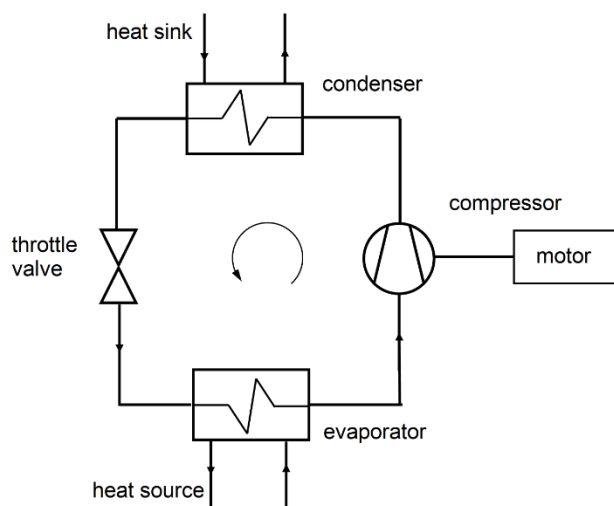 heat sink
condenser
compressor
throttle
valve
motor
evaporator
heat source